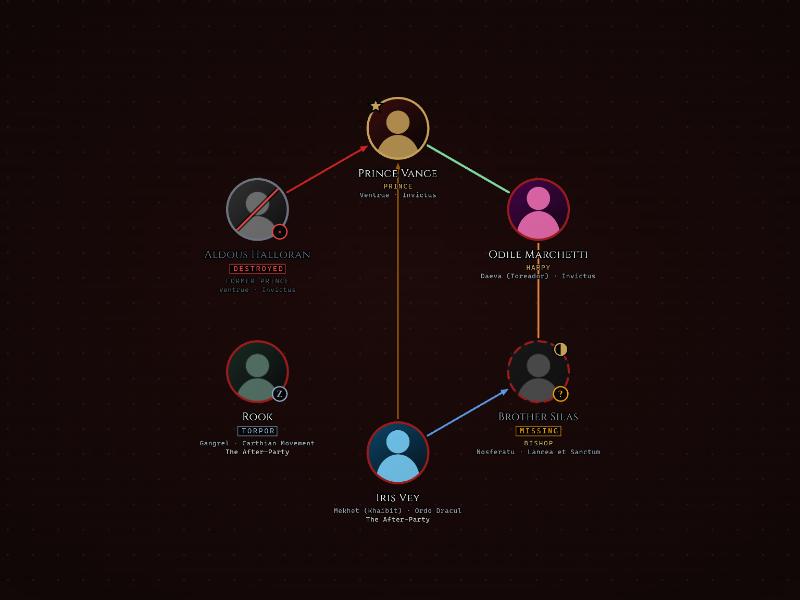 Prince Vance
PRINCE
Ventrue · Invictus
Aldous Halloran
DESTROYED
FORMER PRINCE
Ventrue · Invictus
Odile Marchetti
HARPY
Daeva (Toreador) · Invictus
Rook
Z
TORPOR
Gangrel · Carthian Movement
The After-Party
?
Brother Silas
MISSING
BISHOP
Nosferatu · Lancea et Sanctum
Iris Vey
Mekhet (Khaibit) · Ordo Dracul
The After-Party